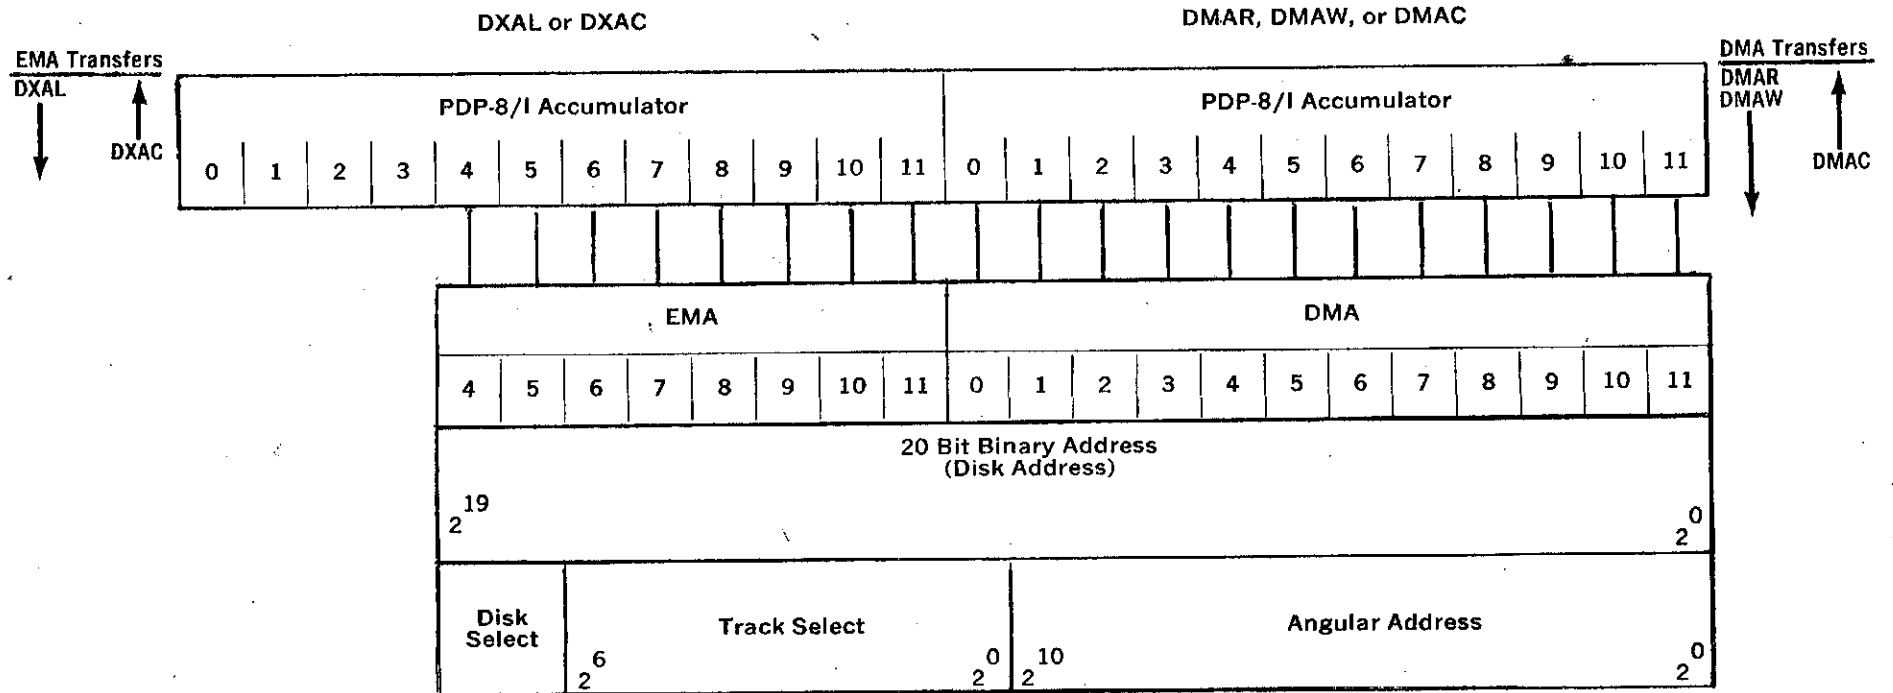 DXAL or DXAC
DMAR, DMAW, or DMAC
EMA Transfers
DXAL
DXAC
DMA Transfers
DMAR
DMAW
DMAC
PDP-8/I Accumulator
PDP-8/I Accumulator
0 1 2 3 4 5 6 7 8 9 10 11 0 1 2 3 4 5 6 7 8 9 10 11
EMA
DMA
4 5 6 7 8 9 10 11 0 1 2 3 4 5 6 7 8 9 10 11
20 Bit Binary Address
(Disk Address)
2^19
2^0
Disk
Select
Track Select
2^6
2^0
Angular Address
2^10
2^0